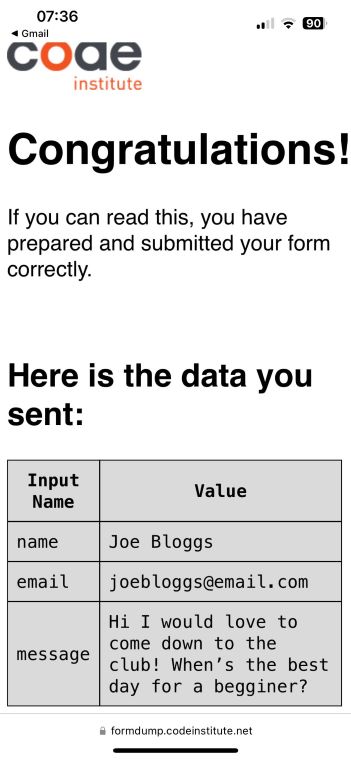 07:36
90
◄ Gmail
code
institute
Congratulations!
If you can read this, you have
prepared and submitted your form
correctly.
Here is the data you
sent:
Input
Name
Value
name
Joe Bloggs
email
joebloggs@email.com
message
Hi I would love to
come down to the
club! When’s the best
day for a begginer?
formdump.codeinstitute.net